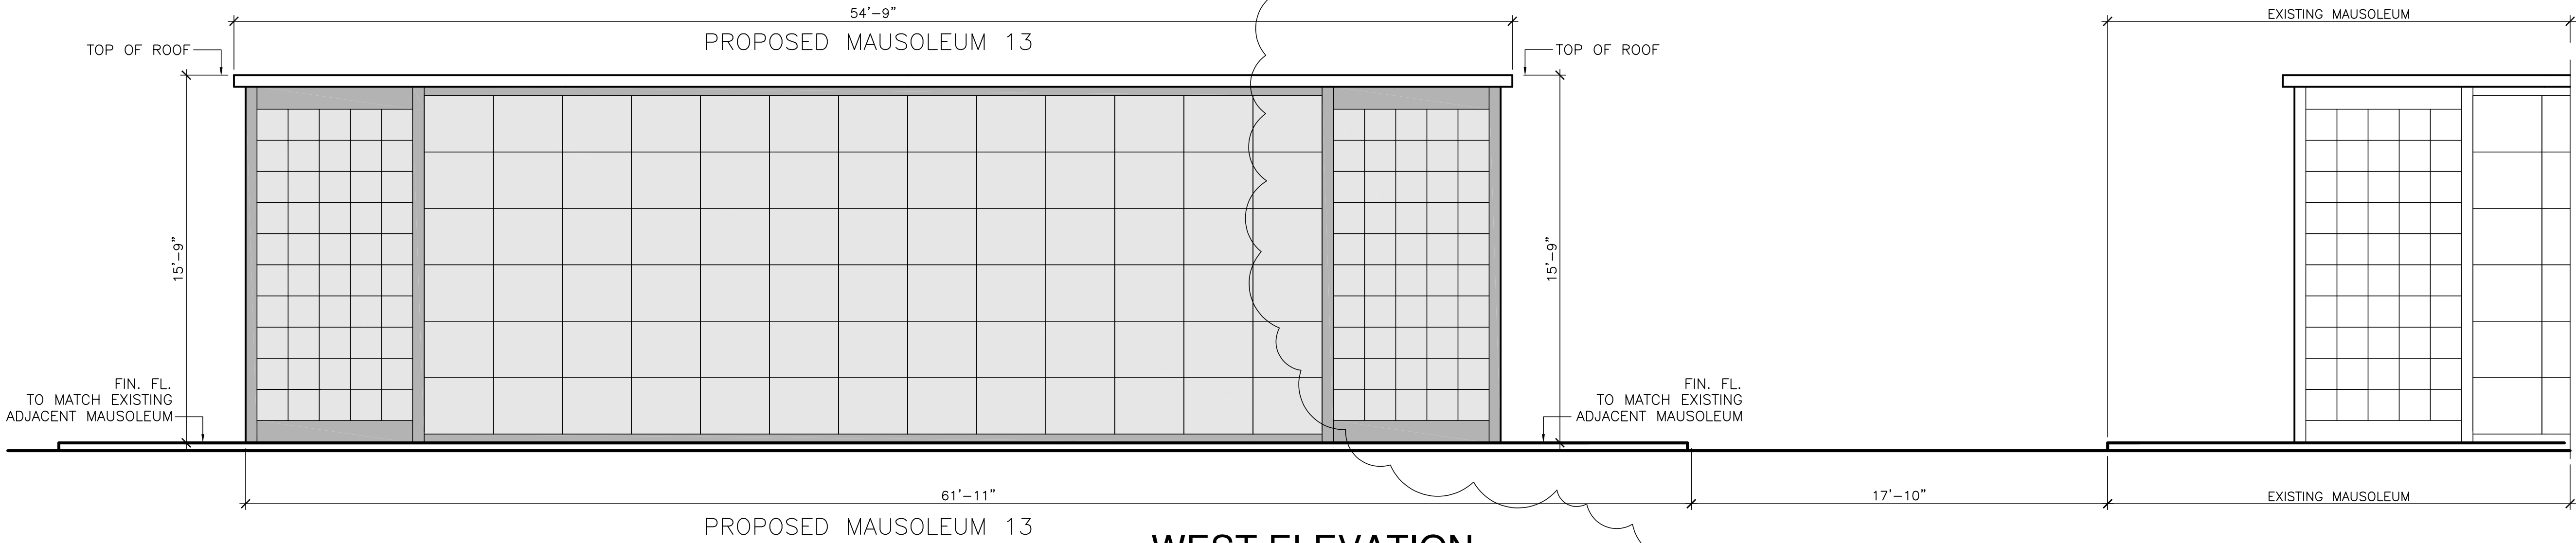 54'-9"
EXISTING MAUSOLEUM
PROPOSED MAUSOLEUM 13
TOP OF ROOF
TOP OF ROOF
15'-9"
15'-9"
FIN. FL.
TO MATCH EXISTING
ADJACENT MAUSOLEUM
FIN. FL.
TO MATCH EXISTING
ADJACENT MAUSOLEUM
61'-11"
17'-10"
EXISTING MAUSOLEUM
PROPOSED MAUSOLEUM 13
WEST ELEVATION